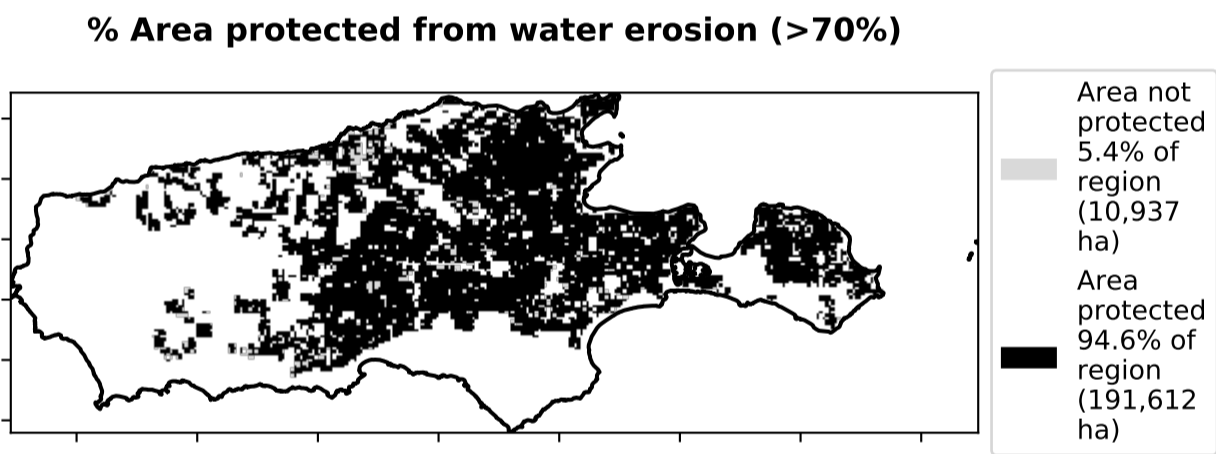 % Area protected from water erosion (>70%)
Area not
protected
5.4% of
region
(10,937
ha)
Area
protected
94.6% of
region
(191,612
ha)